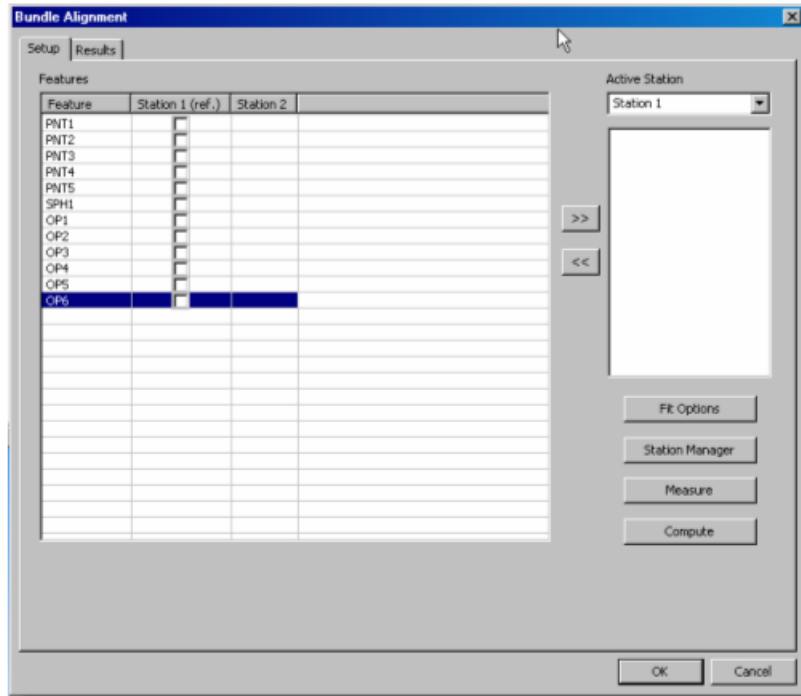 Bundle Alignment
Setup Results
Features
Feature Station 1 (ref.) Station 2
PNT1
PNT2
PNT3
PNT4
PNT5
SPH1
OP1
OP2
OP3
OP4
OP5
OP6
>>
<<
Active Station
Station 1
Fit Options
Station Manager
Measure
Compute
OK Cancel